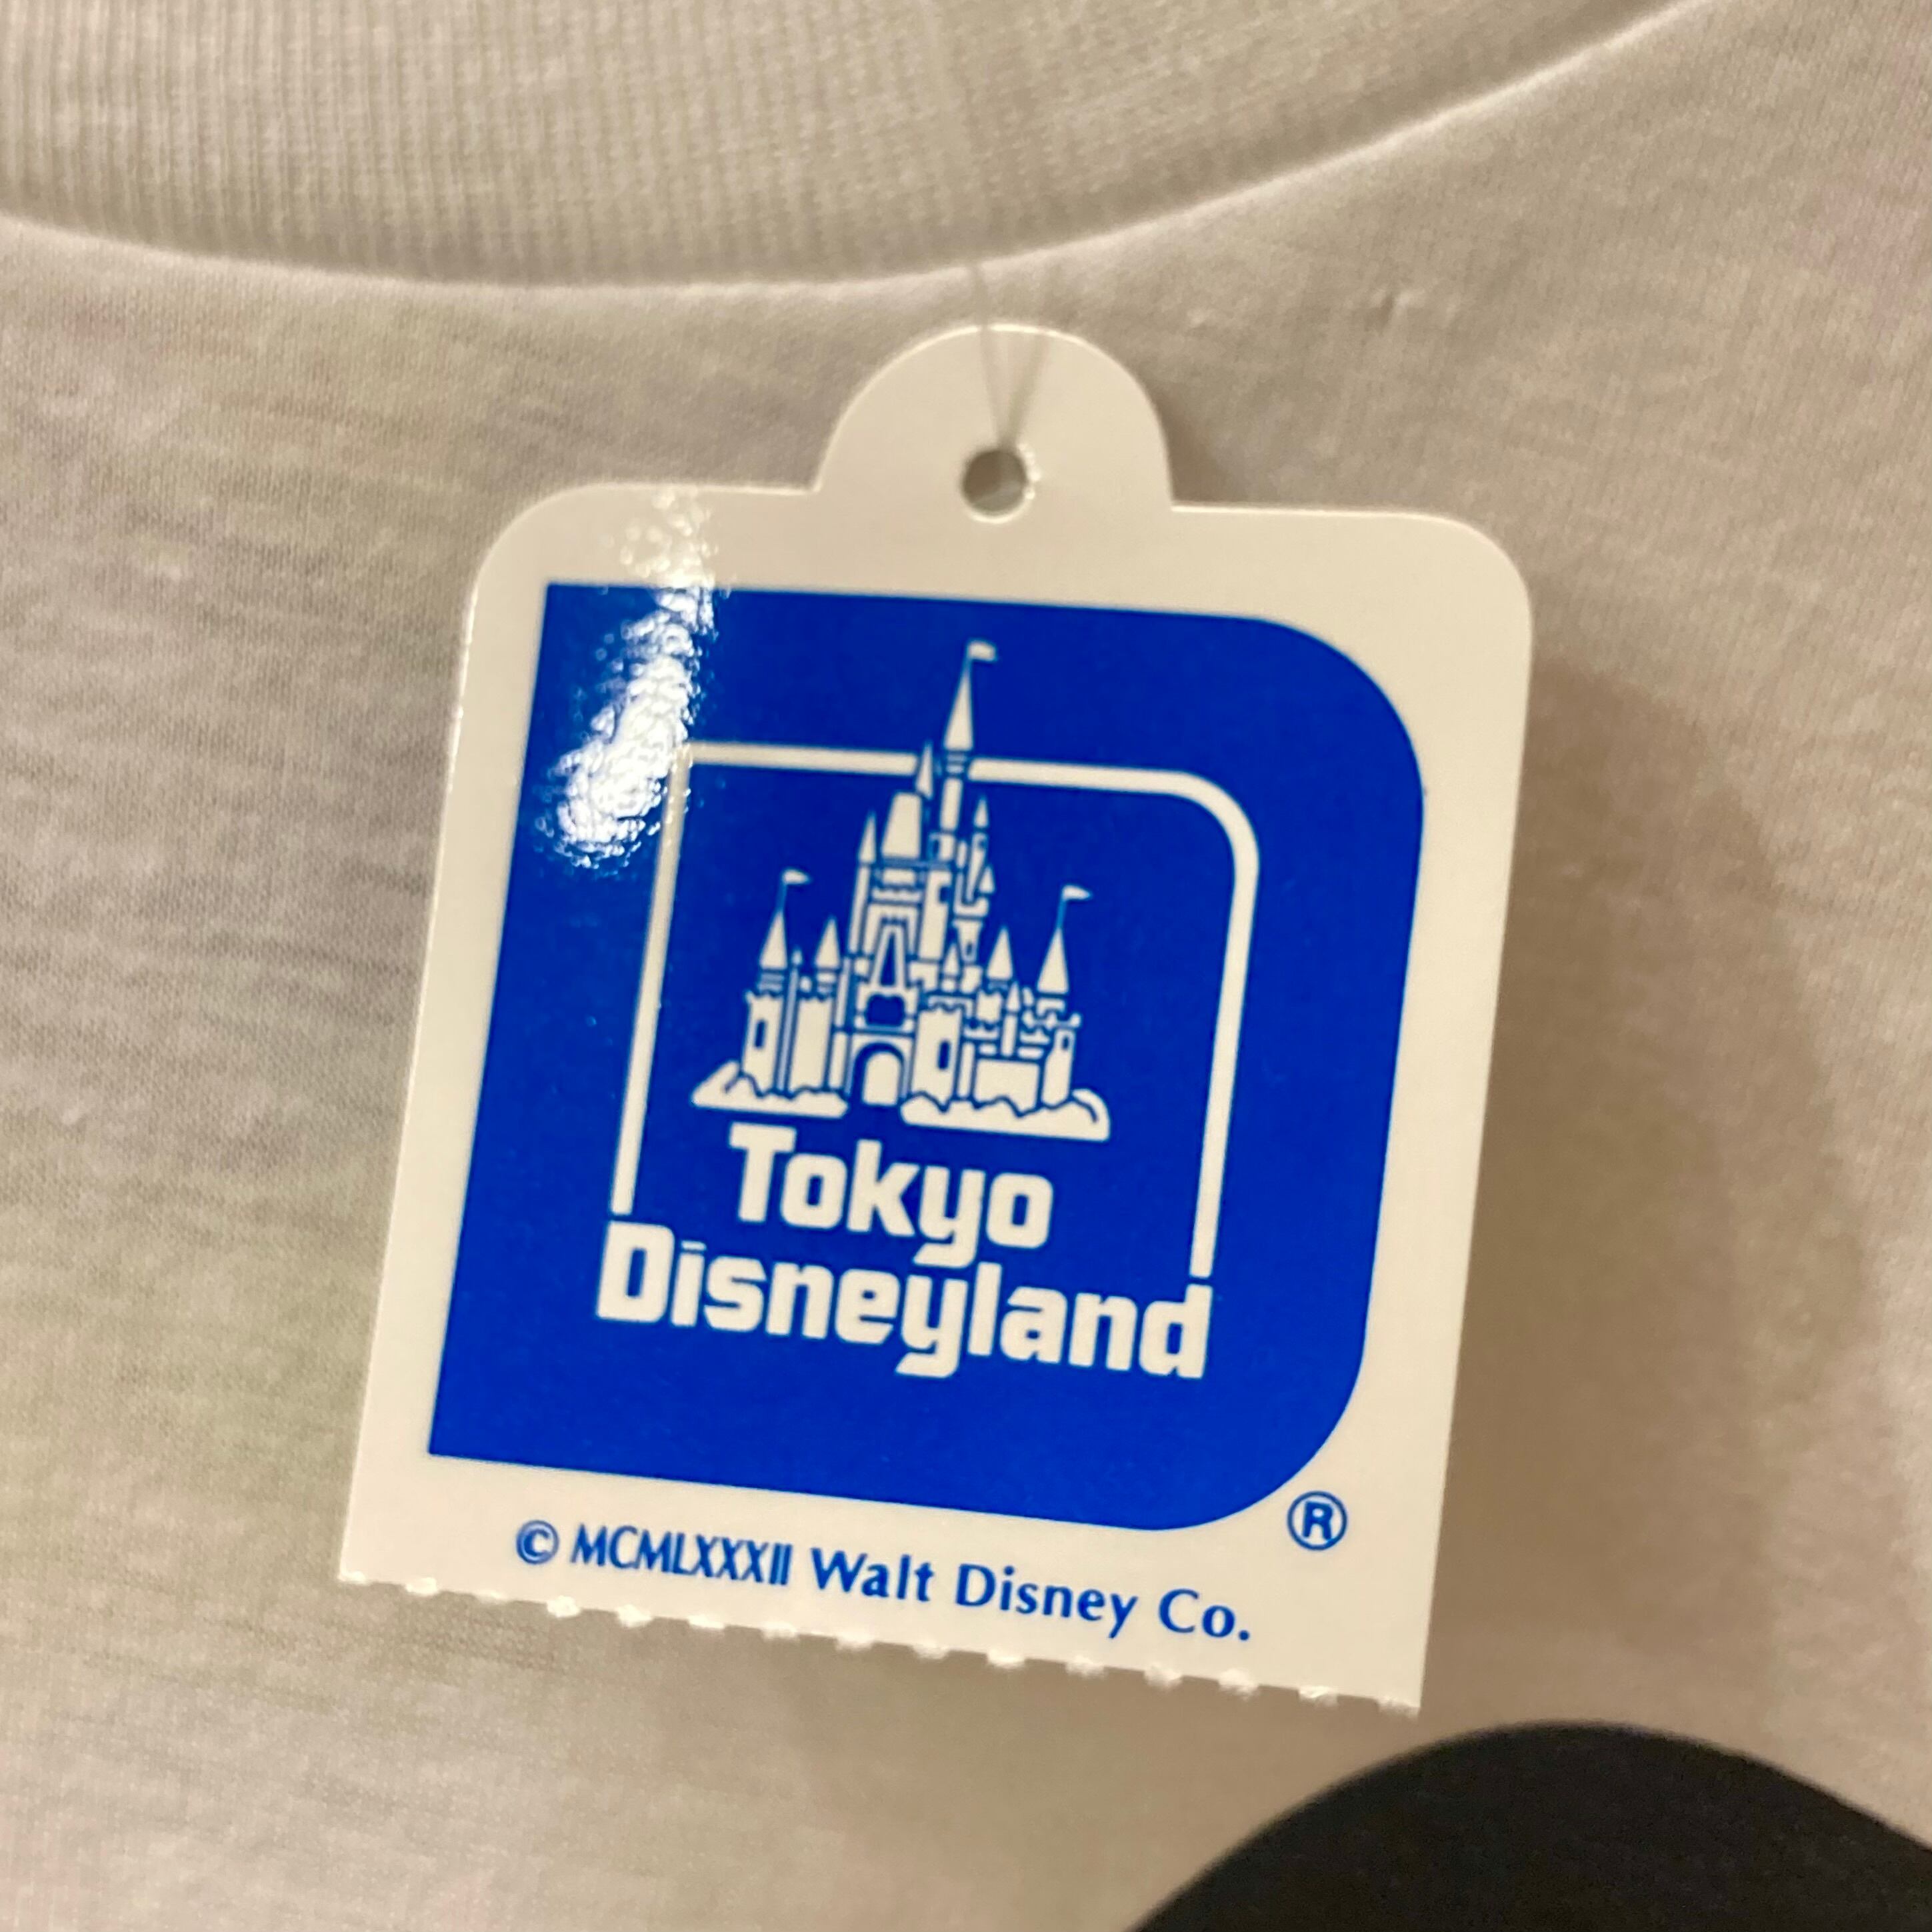 Tokyo
Disneyland
®
© MCMLXXXII Walt Disney Co.